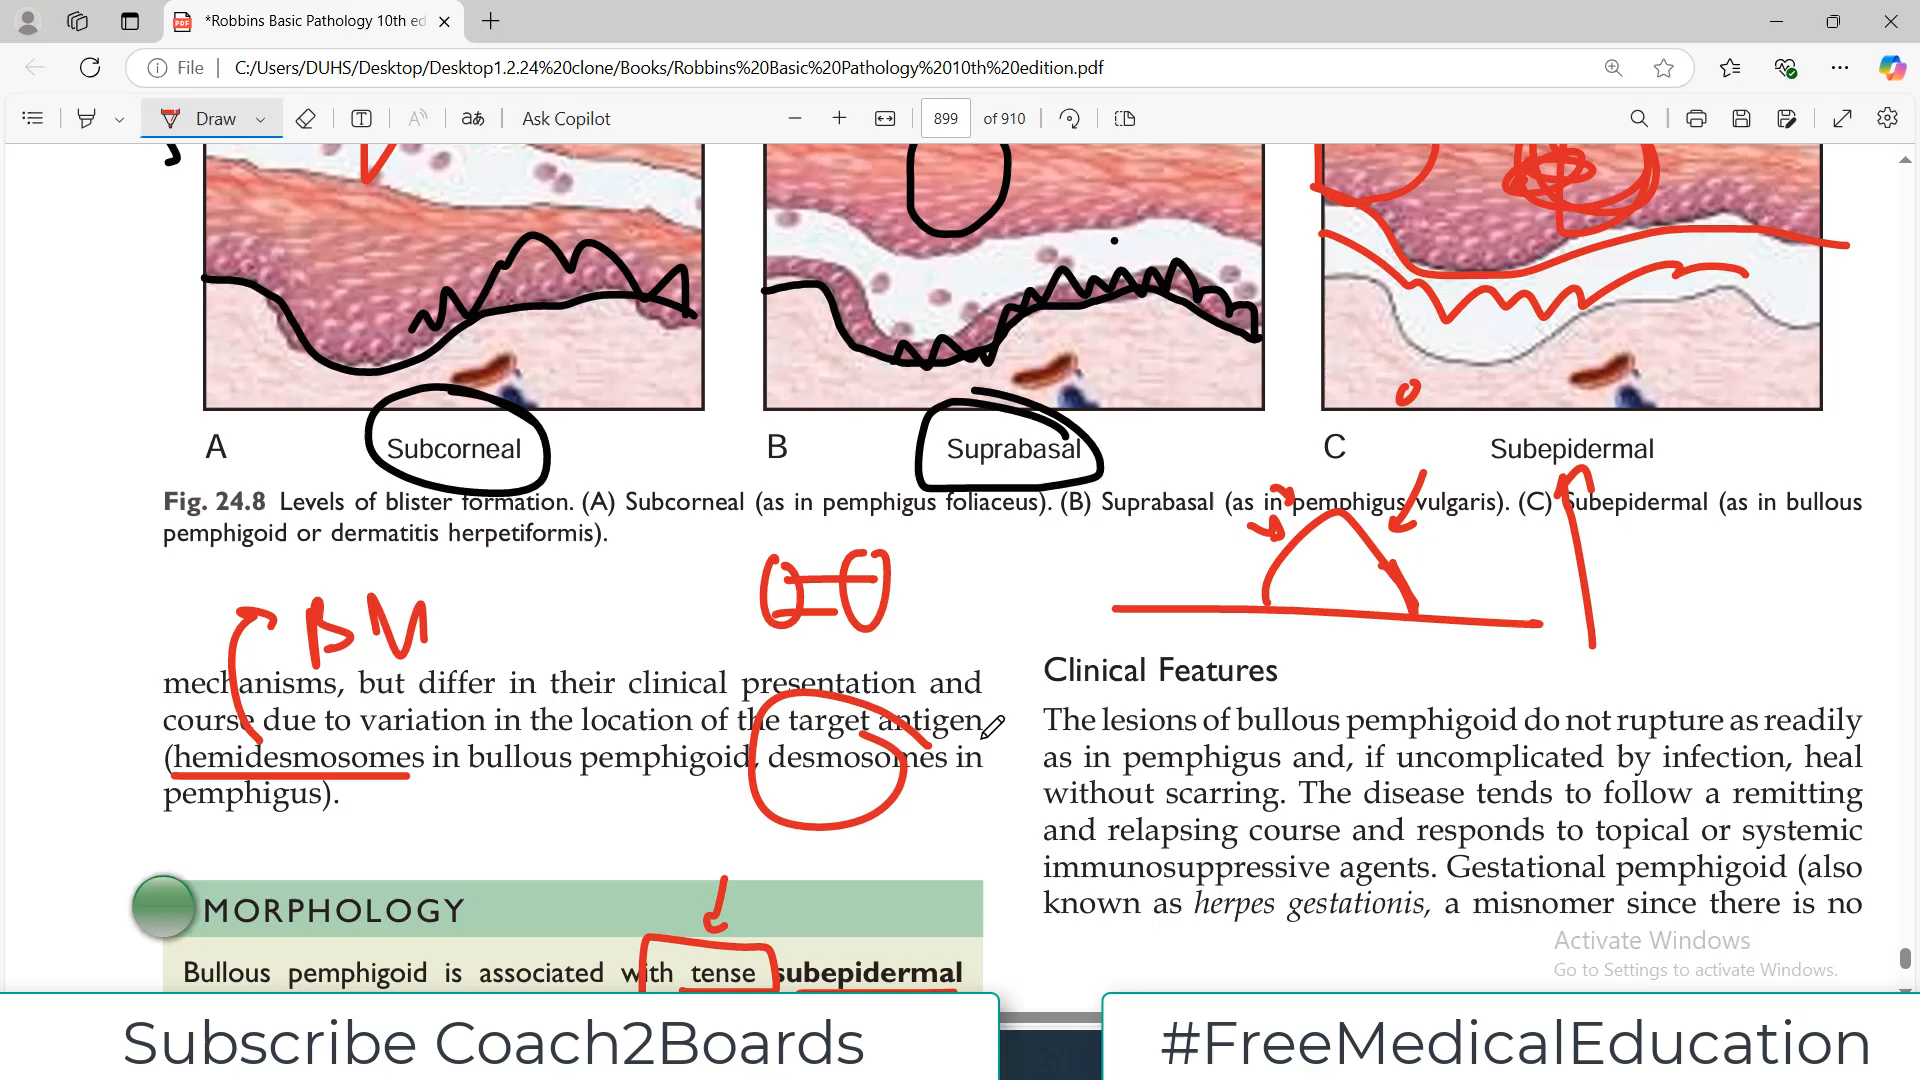 *Robbins Basic Pathology 10th ed
File
C:/Users/DUHS/Desktop/Desktop1.2.24%20clone/Books/Robbins%20Basic%20Pathology%2010th%20edition.pdf
Draw
aあ
Ask Copilot
899 of 910
A Subcorneal
B Suprabasal
C Subepidermal
Fig. 24.8 Levels of blister formation. (A) Subcorneal (as in pemphigus foliaceus). (B) Suprabasal (as in pemphigus vulgaris). (C) Subepidermal (as in bullous
pemphigoid or dermatitis herpetiformis).
BM
mechanisms, but differ in their clinical presentation and
course due to variation in the location of the target antigen
(hemidesmosomes in bullous pemphigoid, desmosomes in
pemphigus).
MORPHOLOGY
Bullous pemphigoid is associated with tense subepidermal
Clinical Features
The lesions of bullous pemphigoid do not rupture as readily
as in pemphigus and, if uncomplicated by infection, heal
without scarring. The disease tends to follow a remitting
and relapsing course and responds to topical or systemic
immunosuppressive agents. Gestational pemphigoid (also
known as herpes gestationis, a misnomer since there is no
Activate Windows
Go to Settings to activate Windows.
Subscribe Coach2Boards
#FreeMedicalEducation